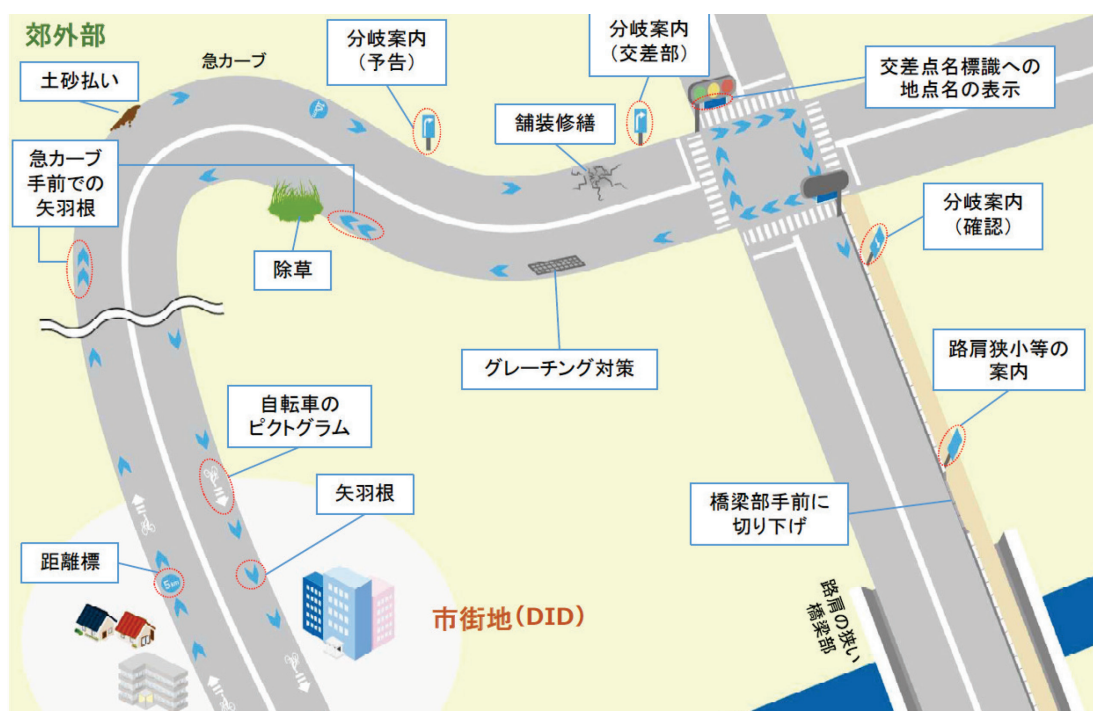 郊外部
土砂払い
急カーブ
分岐案内
(予告)
分岐案内
(交差部)
交差点名標識への
地点名の表示
舗装修繕
急カーブ
手前での
矢羽根
除草
分岐案内
(確認)
グレーチング対策
路肩狭小等の
案内
自転車の
ピクトグラム
矢羽根
橋梁部手前に
切り下げ
距離標
5km
市街地(DID)
路肩の狭い
橋梁部